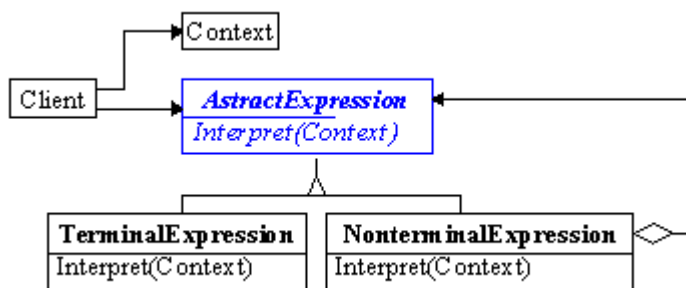 Context
Client
AstractExpression
Interpret(Context)
TerminalExpression
Interpret(Context)
NonterminalExpression
Interpret(Context)